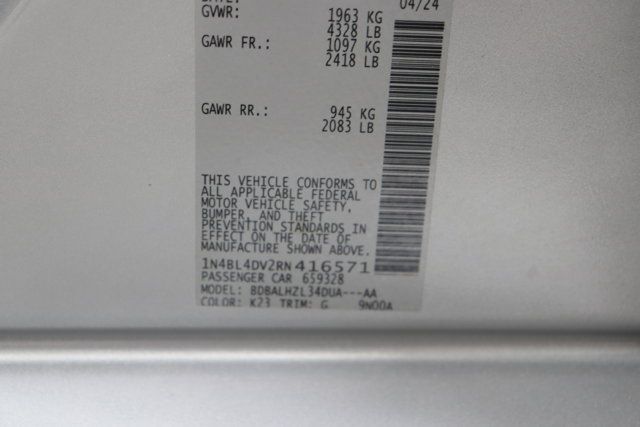 04/24
GVWR: 1963 KG
4328 LB
GAWR FR.: 1097 KG
2418 LB
GAWR RR.: 945 KG
2083 LB
THIS VEHICLE CONFORMS TO
ALL APPLICABLE FEDERAL
MOTOR VEHICLE SAFETY,
BUMPER, AND THEFT
PREVENTION STANDARDS IN
EFFECT ON THE DATE OF
MANUFACTURE SHOWN ABOVE.
1N4BL4DV2RN416571
PASSENGER CAR 659328
MODEL: BDBALHZL34DUA---AA
COLOR: K23 TRIM: G 9N00A